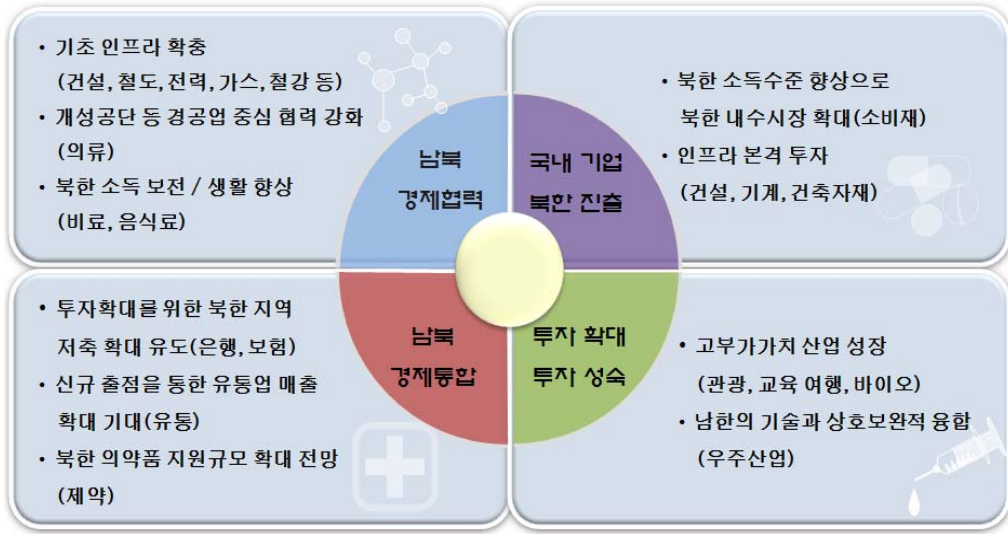 • 기초 인프라 확충
(건설, 철도, 전력, 가스, 철강 등)
• 개성공단 등 경공업 중심 협력 강화
(의류)
• 북한 소독 보전 / 생활 향상
(비료, 음식료)
남북
경제협력
국내 기업
북한 진출
• 북한 소독수준 향상으로
북한 내수시장 확대(소비재)
• 인프라 본격 투자
(건설, 기계, 건축자재)
• 투자확대를 위한 북한 지역
저축 확대 유도(은행, 보험)
• 신규 출점을 통한 유통업 매출
확대 기대(유통)
• 북한 의약품 지원규모 확대 전망
(제약)
남북
경제통합
투자 확대
투자 성숙
• 고부가가치 산업 성장
(관광, 교육 여행, 바이오)
• 남한의 기술과 상호보완적 융합
(우주산업)